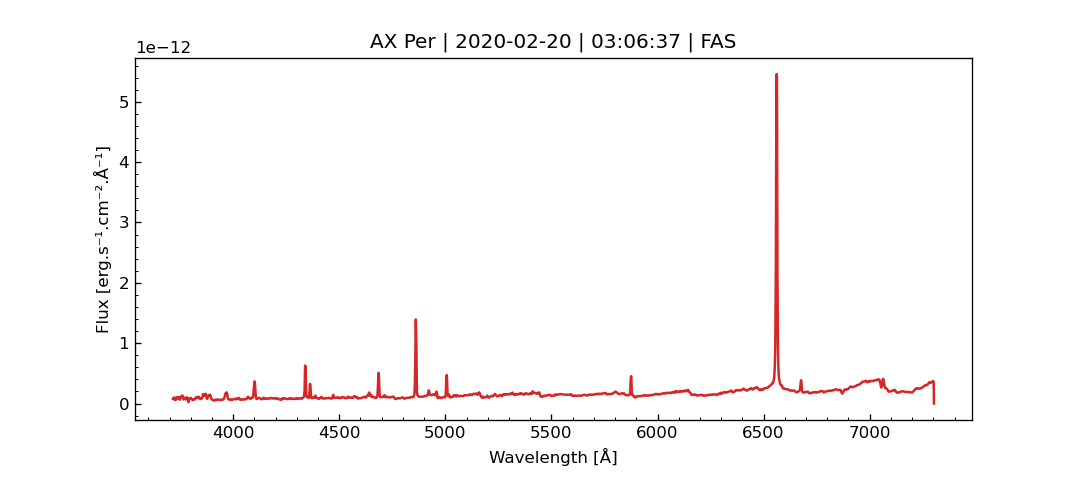 AX Per | 2020-02-20 | 03:06:37 | FAS
1e−12
5
4
3
2
1
0
Flux [erg.s⁻¹.cm⁻².Å⁻¹]
4000 4500 5000 5500 6000 6500 7000
Wavelength [Å]